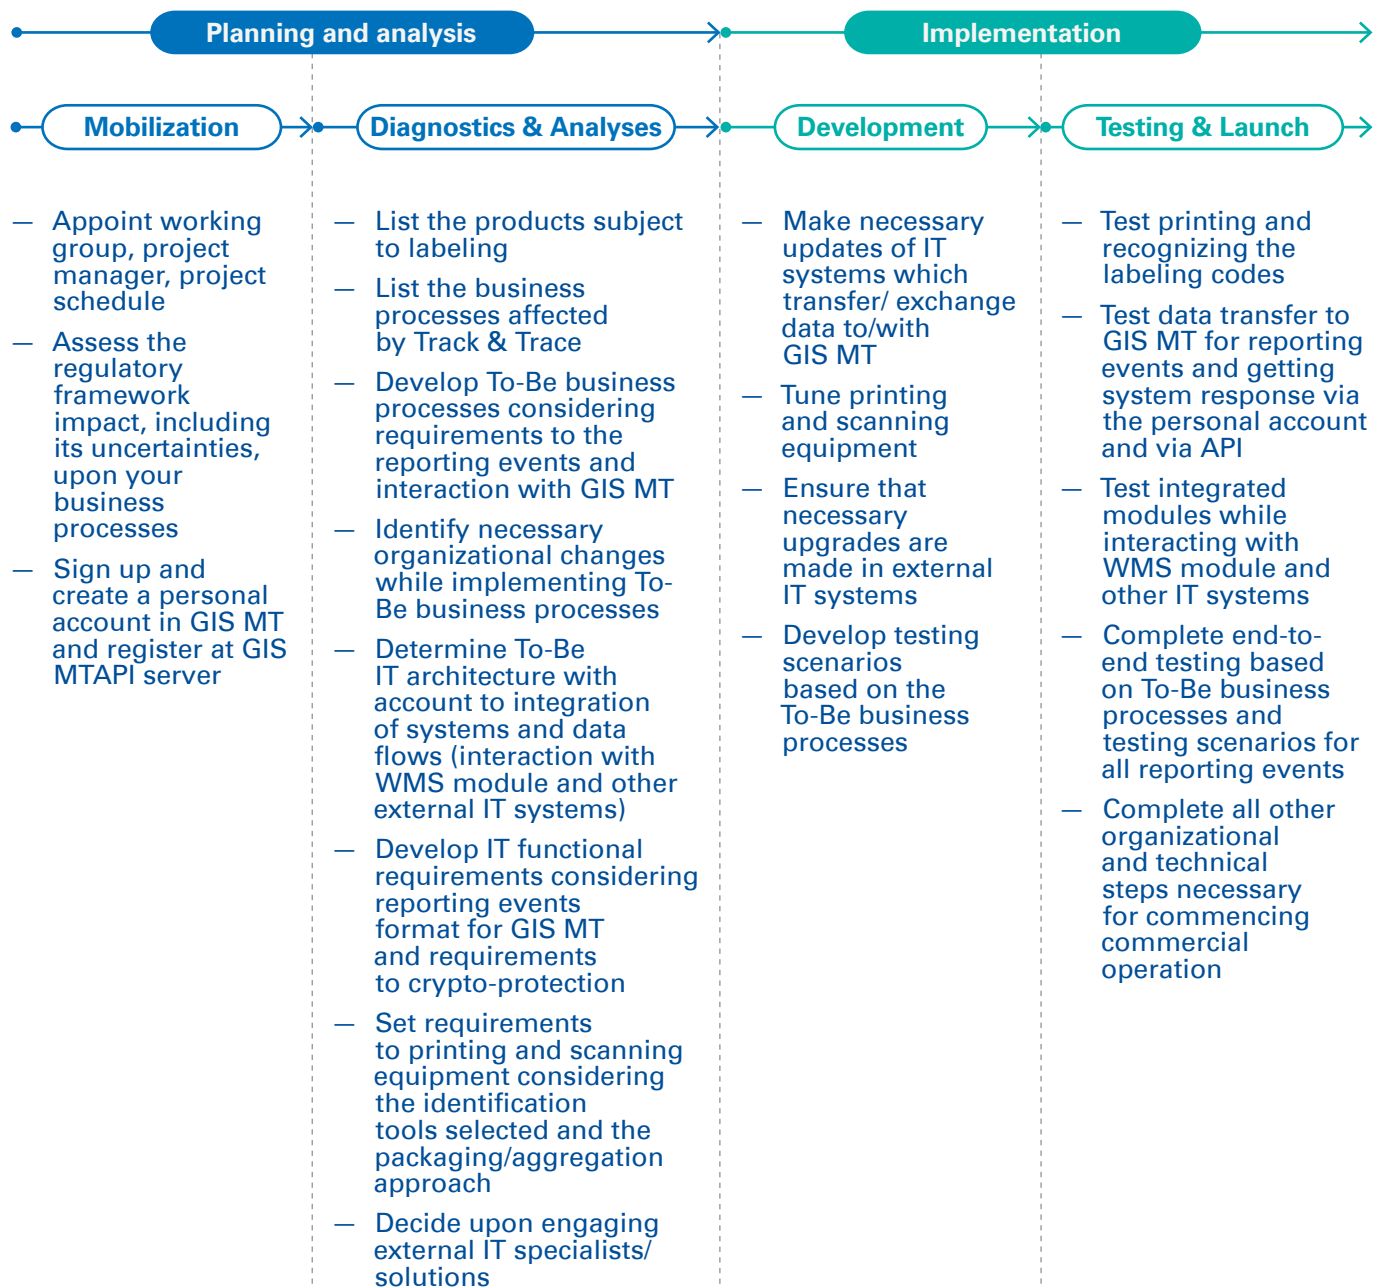 Planning and analysis
Implementation
Mobilization
Diagnostics & Analyses
Development
Testing & Launch
— Appoint working
group, project
manager, project
schedule
— Assess the
regulatory
framework
impact, including
its uncertainties,
upon your
business
processes
— Sign up and
create a personal
account in GIS MT
and register at GIS
MTAPI server
— List the products subject
to labeling
— List the business
processes affected
by Track & Trace
— Develop To-Be business
processes considering
requirements to the
reporting events and
interaction with GIS MT
— Identify necessary
organizational changes
while implementing To-
Be business processes
— Determine To-Be
IT architecture with
account to integration
of systems and data
flows (interaction with
WMS module and other
external IT systems)
— Develop IT functional
requirements considering
reporting events
format for GIS MT
and requirements
to crypto-protection
— Set requirements
to printing and scanning
equipment considering
the identification
tools selected and the
packaging/aggregation
approach
— Decide upon engaging
external IT specialists/
solutions
— Make necessary
updates of IT
systems which
transfer/ exchange
data to/with
GIS MT
— Tune printing
and scanning
equipment
— Ensure that
necessary
upgrades are
made in external
IT systems
— Develop testing
scenarios
based on the
To-Be business
processes
— Test printing and
recognizing the
labeling codes
— Test data transfer to
GIS MT for reporting
events and getting
system response via
the personal account
and via API
— Test integrated
modules while
interacting with
WMS module and
other IT systems
— Complete end-to-
end testing based
on To-Be business
processes and
testing scenarios for
all reporting events
— Complete all other
organizational
and technical
steps necessary
for commencing
commercial
operation